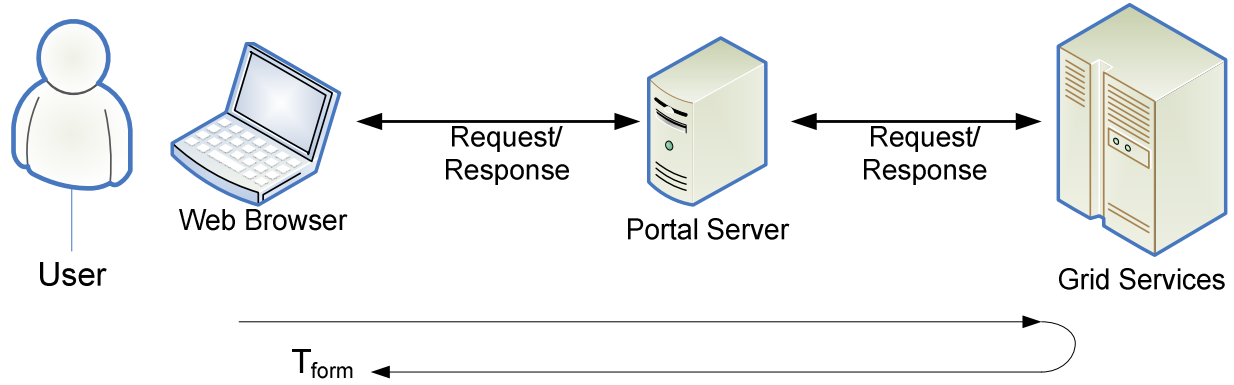 User
Web Browser
Request/
Response
Portal Server
Request/
Response
Grid Services
Tform